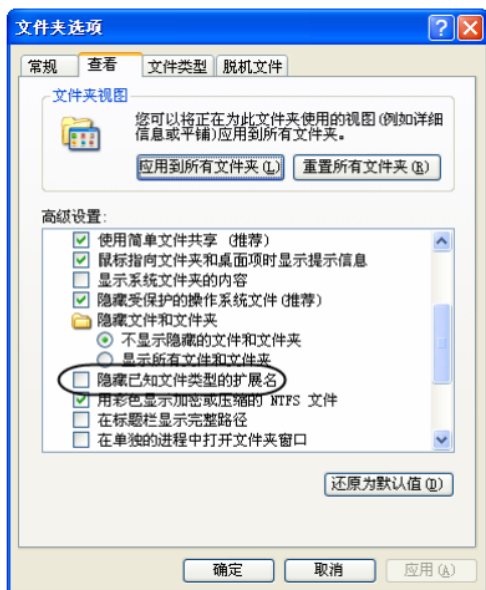 文件夹选项
常规 查看 文件类型 脱机文件
文件夹视图
您可以将正在为此文件夹使用的视图(例如详细
信息或平铺)应用到所有文件夹。
应用到所有文件夹(L) 重置所有文件夹(R)
高级设置:
使用简单文件共享 (推荐)
鼠标指向文件夹和桌面项时显示提示信息
显示系统文件夹的内容
隐藏受保护的操作系统文件(推荐)
隐藏文件和文件夹
不显示隐藏的文件和文件夹
显示所有文件和文件夹
隐藏已知文件类型的扩展名
用彩色显示加密或压缩的 NTFS 文件
在标题栏显示完整路径
在单独的进程中打开文件夹窗口
还原为默认值(D)
确定 取消 应用(A)